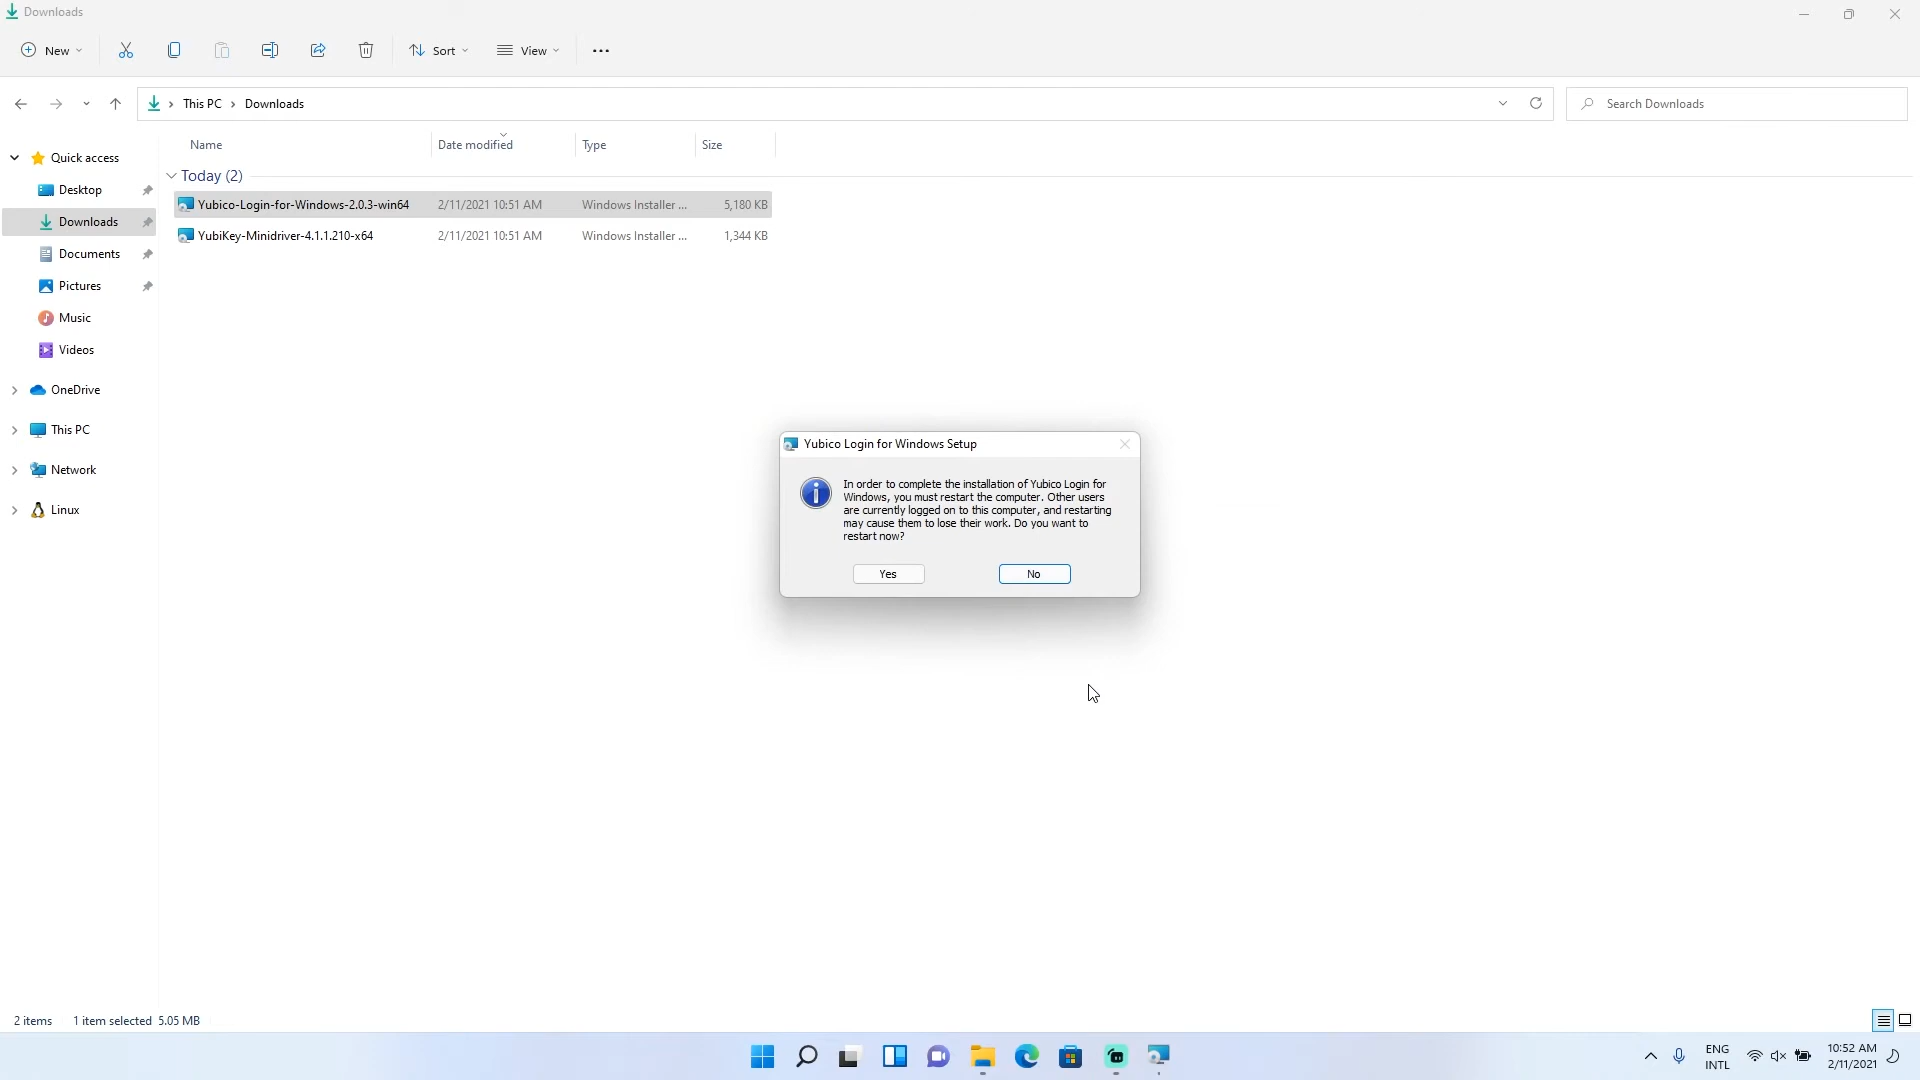 Downloads
New
Sort
View
This PC
Downloads
Search Downloads
Name
Date modified
Type
Size
Quick access
Desktop
Downloads
Documents
Pictures
Music
Videos
OneDrive
This PC
Network
Linux
Today (2)
Yubico-Login-for-Windows-2.0.3-win64 2/11/2021 10:51 AM Windows Installer ... 5,180 KB
YubiKey-Minidriver-4.1.1.210-x64 2/11/2021 10:51 AM Windows Installer ... 1,344 KB
Yubico Login for Windows Setup
In order to complete the installation of Yubico Login for
Windows, you must restart the computer. Other users
are currently logged on to this computer, and restarting
may cause them to lose their work. Do you want to
restart now?
Yes
No
2 items 1 item selected 5.05 MB
ENG
INTL
10:52 AM
2/11/2021